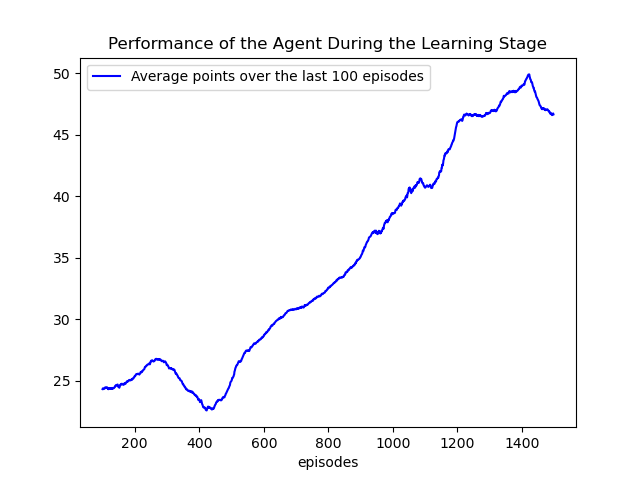 Performance of the Agent During the Learning Stage
Average points over the last 100 episodes
50
45
40
35
30
25
200 400 600 800 1000 1200 1400
episodes